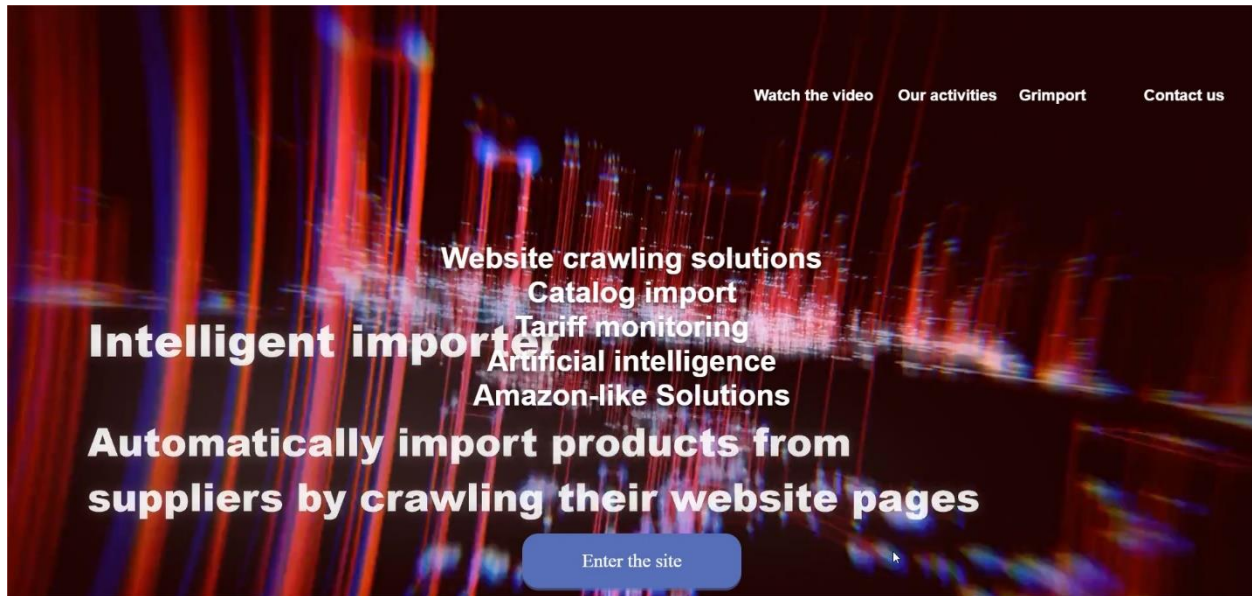 Watch the video Our activities Grimport Contact us
Website crawling solutions
Catalog import
Tariff monitoring
Artificial intelligence
Amazon-like Solutions
Intelligent importer
Automatically import products from
suppliers by crawling their website pages
Enter the site